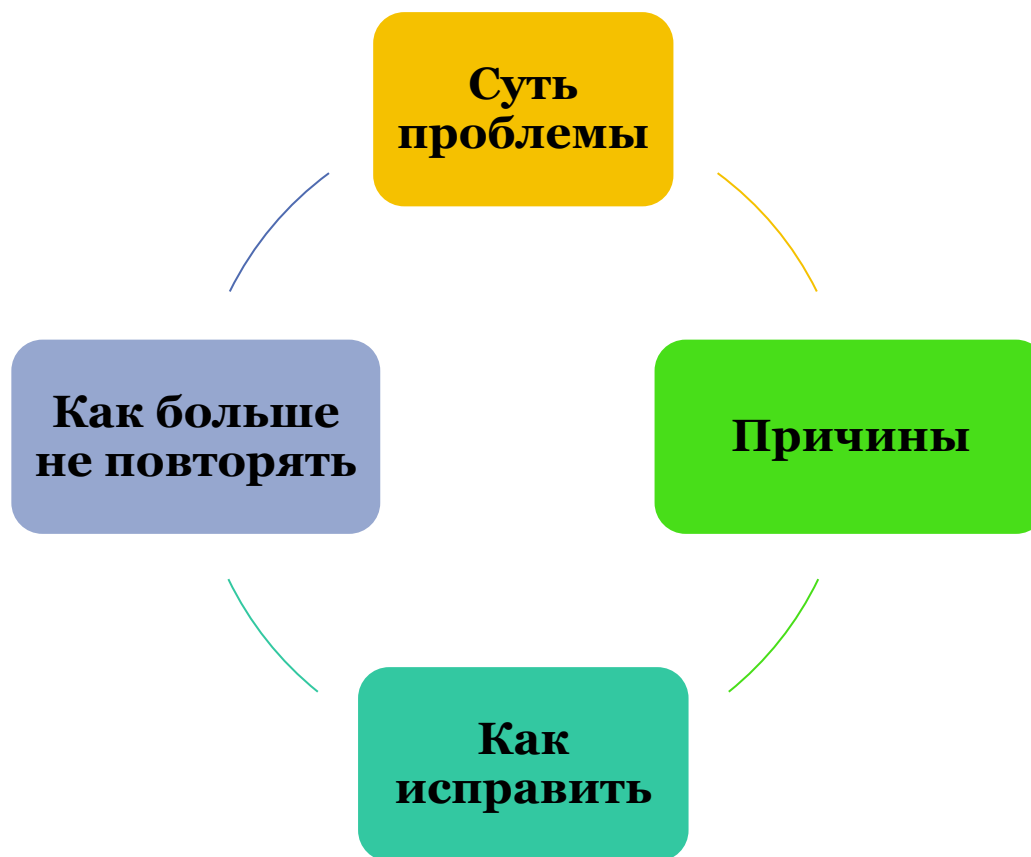 Суть
проблемы
Причины
Как
исправить
Как больше
не повторять